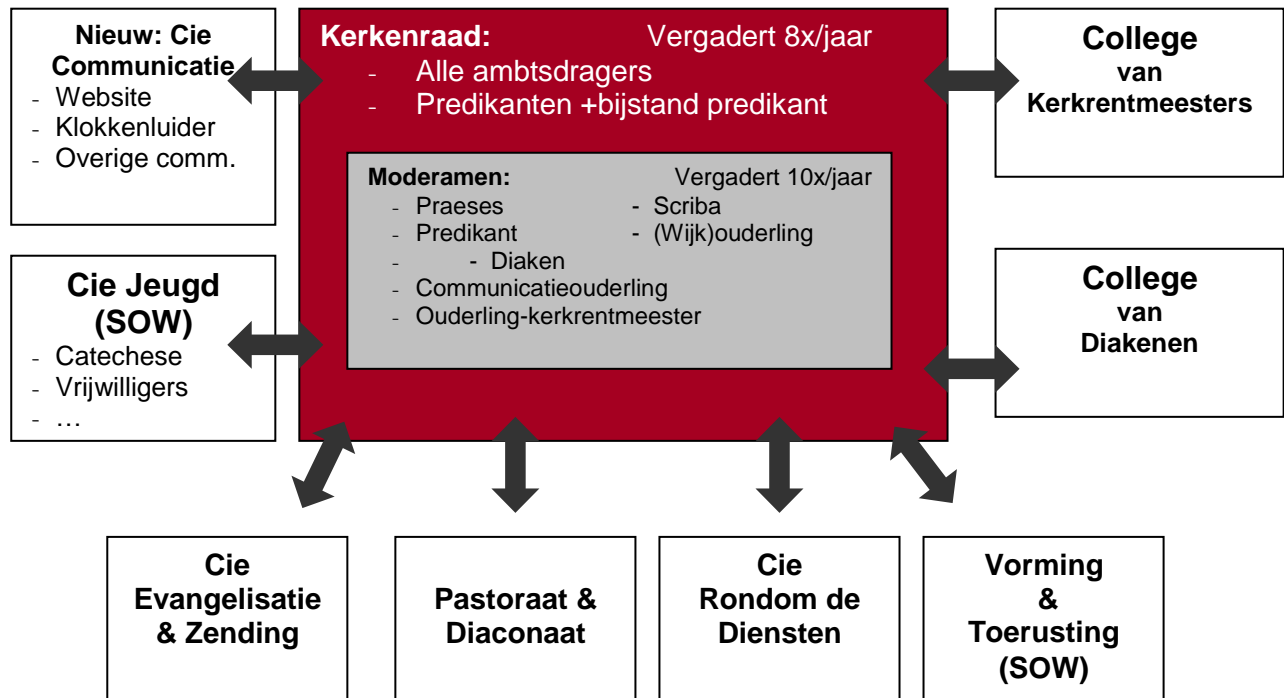 Nieuw: Cie
Communicatie
- Website
- Klokkenluider
- Overige comm.
Kerkenraad: Vergadert 8x/jaar
- Alle ambtsdragers
- Predikanten +bijstand predikant
College
van
Kerkrentmeesters
Moderamen: Vergadert 10x/jaar
- Praeses - Scriba
- Predikant - (Wijk)ouderling
- - Diaken
- Communicatieouderling
- Ouderling-kerkrentmeester
Cie Jeugd
(SOW)
- Catechese
- Vrijwilligers
- …
College
van
Diakenen
Cie
Evangelisatie
& Zending
Pastoraat &
Diaconaat
Cie
Rondom de
Diensten
Vorming
&
Toerusting
(SOW)